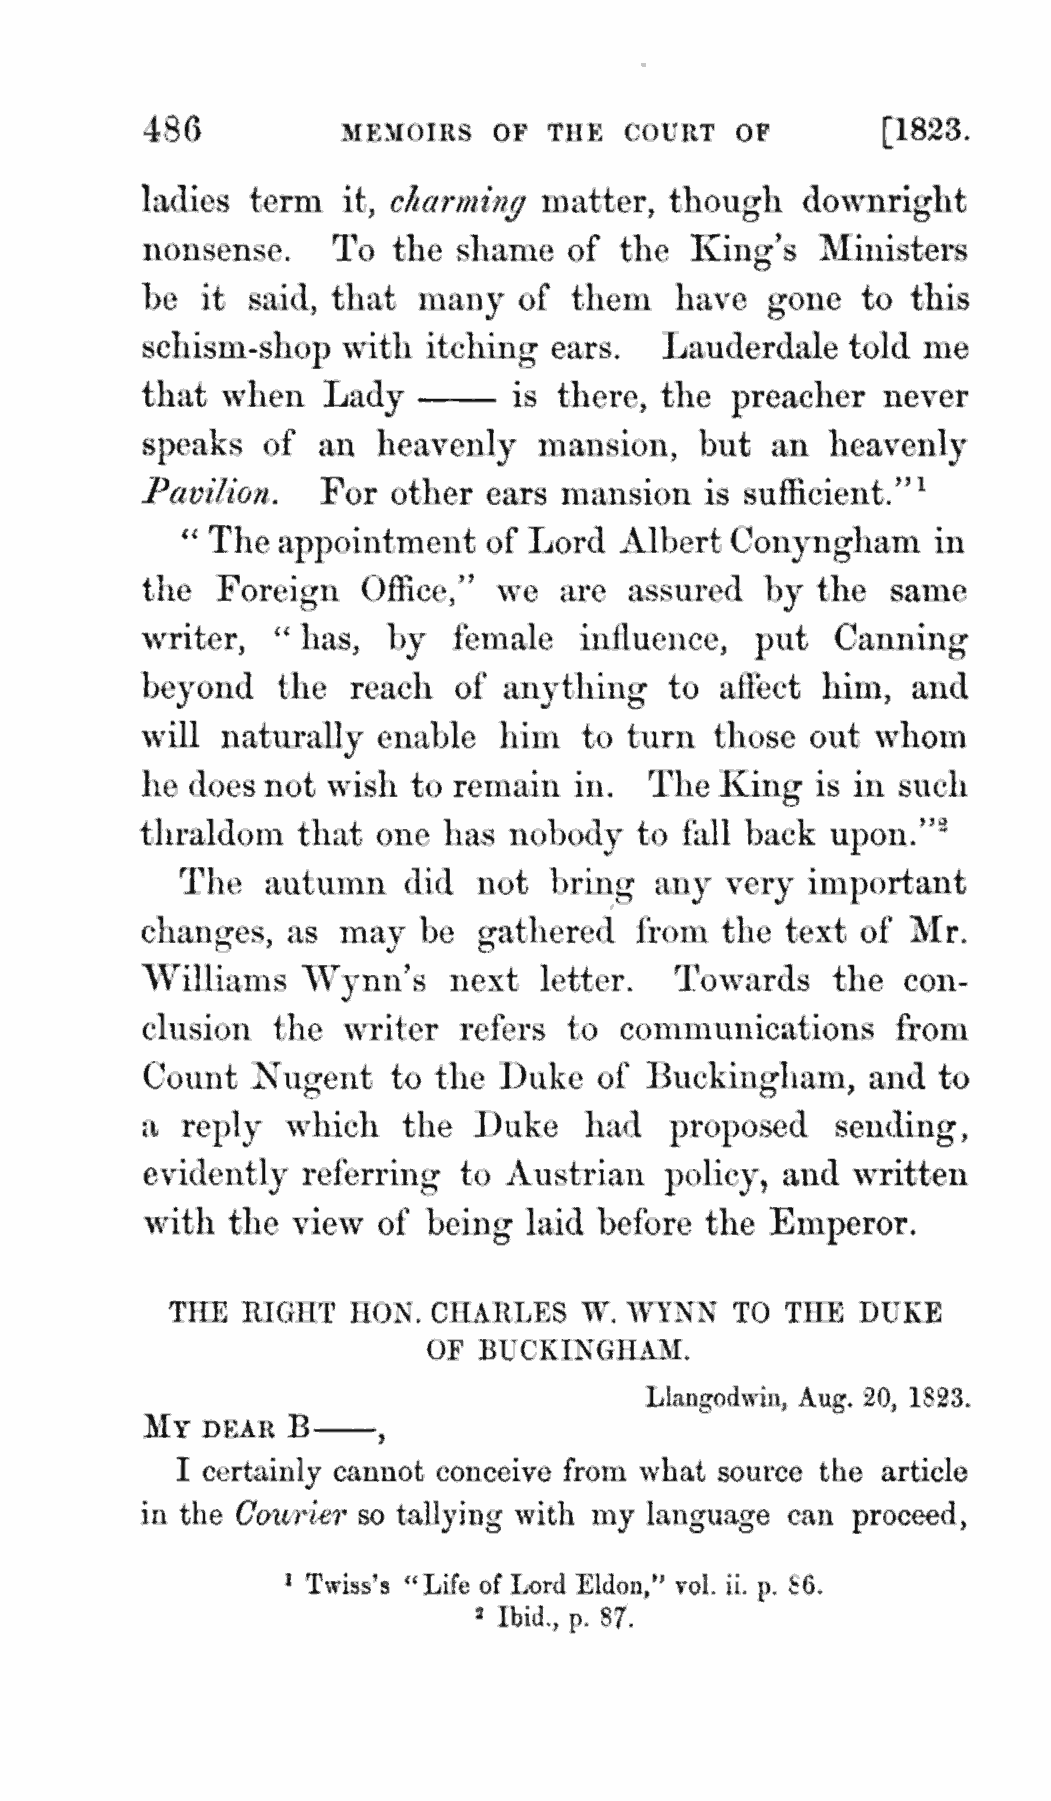 486 MEMOIRS OF THE COURT OF [1823.
ladies term it, charming matter, though downright
nonsense. To the shame of the King's Ministers
be it said, that many of them have gone to this
schism-shop with itching ears. Lauderdale told me
that when Lady —— is there, the preacher never
speaks of an heavenly mansion, but an heavenly
Pavilion. For other ears mansion is sufficient."¹
"The appointment of Lord Albert Conyngham in
the Foreign Office," we are assured by the same
writer, "has, by female influence, put Canning
beyond the reach of anything to affect him, and
will naturally enable him to turn those out whom
he does not wish to remain in. The King is in such
thraldom that one has nobody to fall back upon."²
The autumn did not bring any very important
changes, as may be gathered from the text of Mr.
Williams Wynn's next letter. Towards the con-
clusion the writer refers to communications from
Count Nugent to the Duke of Buckingham, and to
a reply which the Duke had proposed sending,
evidently referring to Austrian policy, and written
with the view of being laid before the Emperor.
THE RIGHT HON. CHARLES W. WYNN TO THE DUKE
OF BUCKINGHAM.
Llangodwin, Aug. 20, 1823.
MY DEAR B——,
I certainly cannot conceive from what source the article
in the Courier so tallying with my language can proceed,
¹ Twiss's "Life of Lord Eldon," vol. ii. p. 86.
² Ibid., p. 87.